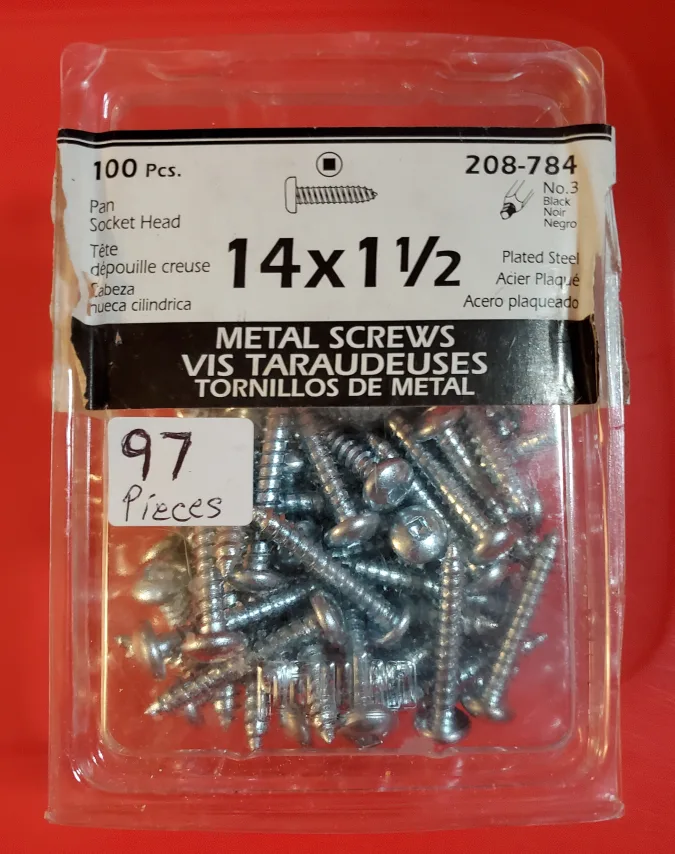 100 Pcs.
208-784
Pan
Socket Head
Tête
dépouille creuse
Cabeza
hueca cilindrica
14x1½
No.3
Black
Noir
Negro
Plated Steel
Acier Plaqué
Acero plaqueado
METAL SCREWS
VIS TARAUDEUSES
TORNILLOS DE METAL
97
Pieces